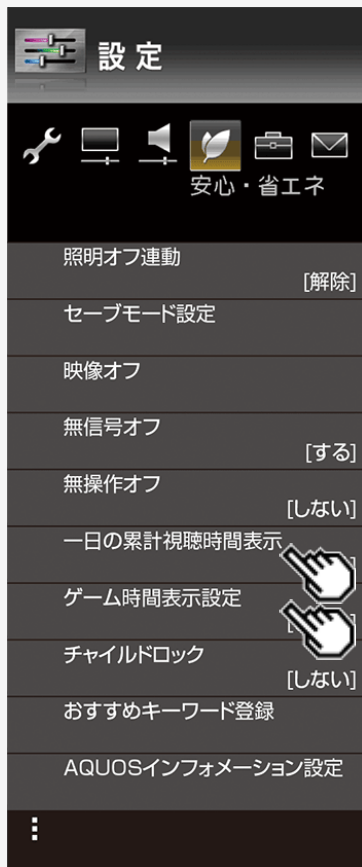 設定
安心・省エネ
照明オフ連動
[解除]
セーブモード設定
映像オフ
無信号オフ
[する]
無操作オフ
[しない]
一日の累計視聴時間表示
ゲーム時間表示設定
チャイルドロック
[しない]
おすすめキーワード登録
AQUOSインフォメーション設定